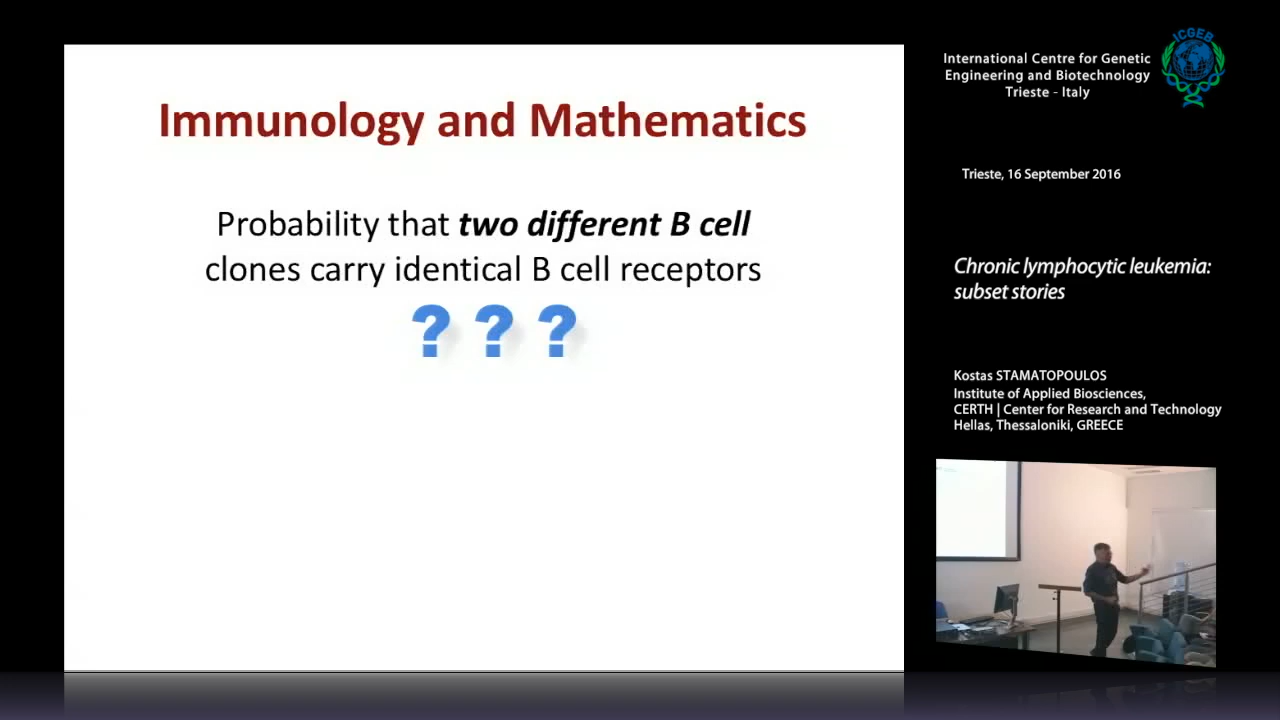 Immunology and Mathematics
Probability that two different B cell
clones carry identical B cell receptors
? ? ?
ICGEB
International Centre for Genetic
Engineering and Biotechnology
Trieste - Italy
Trieste, 16 September 2016
Chronic lymphocytic leukemia:
subset stories
Kostas STAMATOPOULOS
Institute of Applied Biosciences,
CERTH | Center for Research and Technology
Hellas, Thessaloniki, GREECE